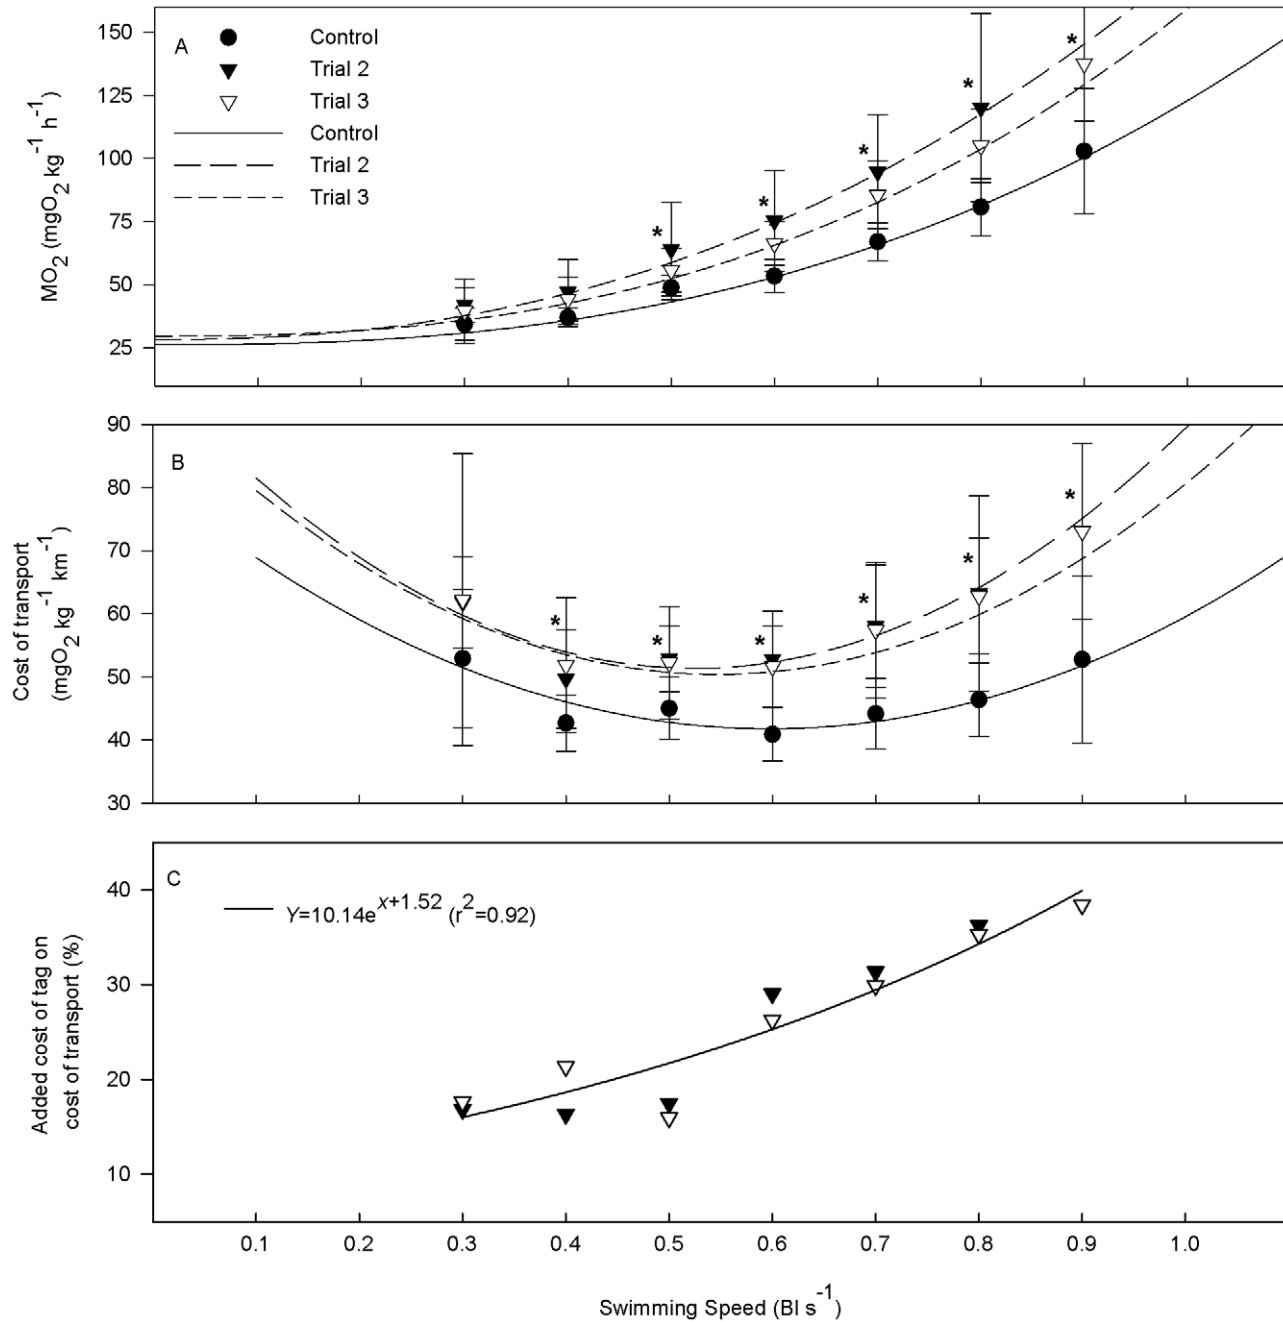 A
Control
Trial 2
Trial 3
Control
Trial 2
Trial 3
150
125
100
75
50
25
MO2 (mgO2 kg-1 h-1)
* * * * * *
B
90
80
70
60
50
40
30
Cost of transport
(mgO2 kg-1 km-1)
* * * * * *
C
Y=10.14e^x+1.52 (r2=0.92)
40
30
20
10
Added cost of tag on
cost of transport (%)
0.1 0.2 0.3 0.4 0.5 0.6 0.7 0.8 0.9 1.0
Swimming Speed (Bl s-1)